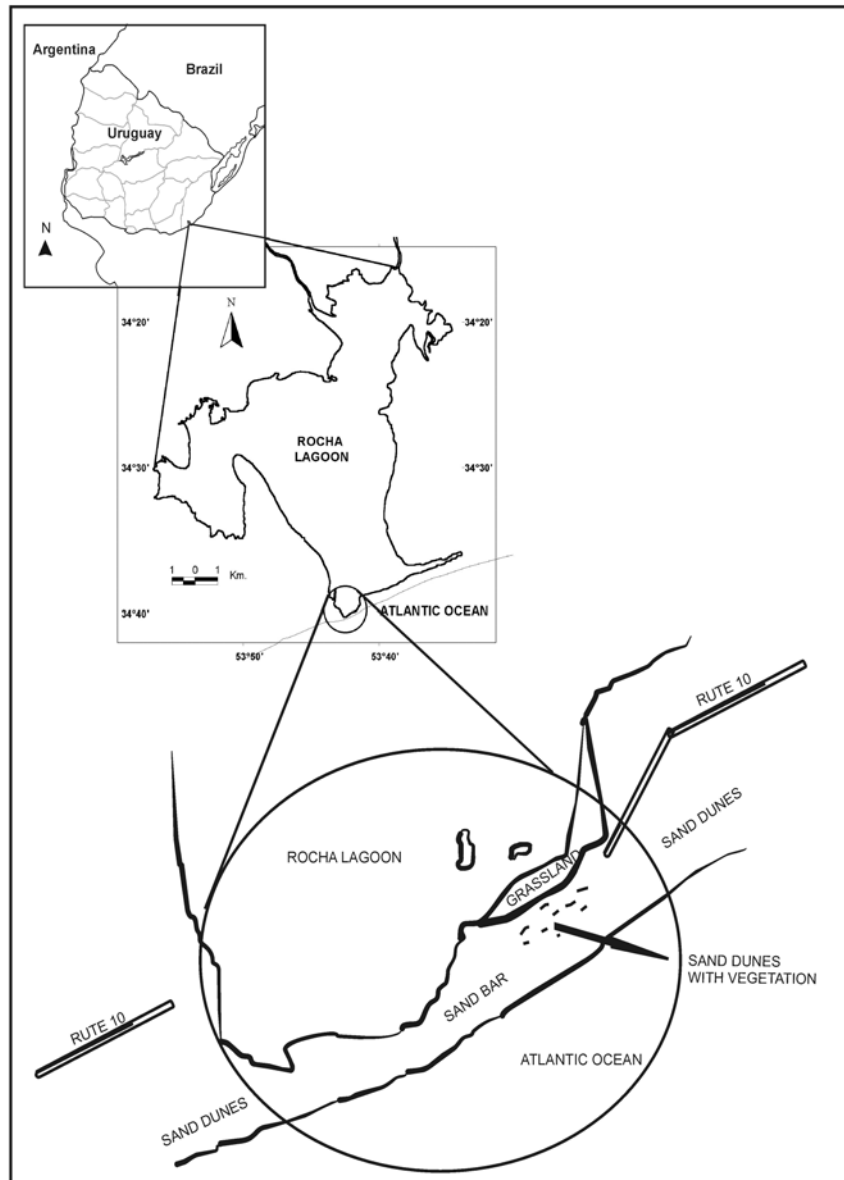 Argentina
Brazil
Uruguay
N
N
34°20'
34°20'
ROCHA
LAGOON
34°30'
34°30'
1 0 1 Km.
34°40'
ATLANTIC OCEAN
34°40'
53°50'
53°40'
RUTE 10
ROCHA LAGOON
SAND DUNES
GRASSLAND
SAND DUNES
WITH VEGETATION
SAND BAR
RUTE 10
ATLANTIC OCEAN
SAND DUNES